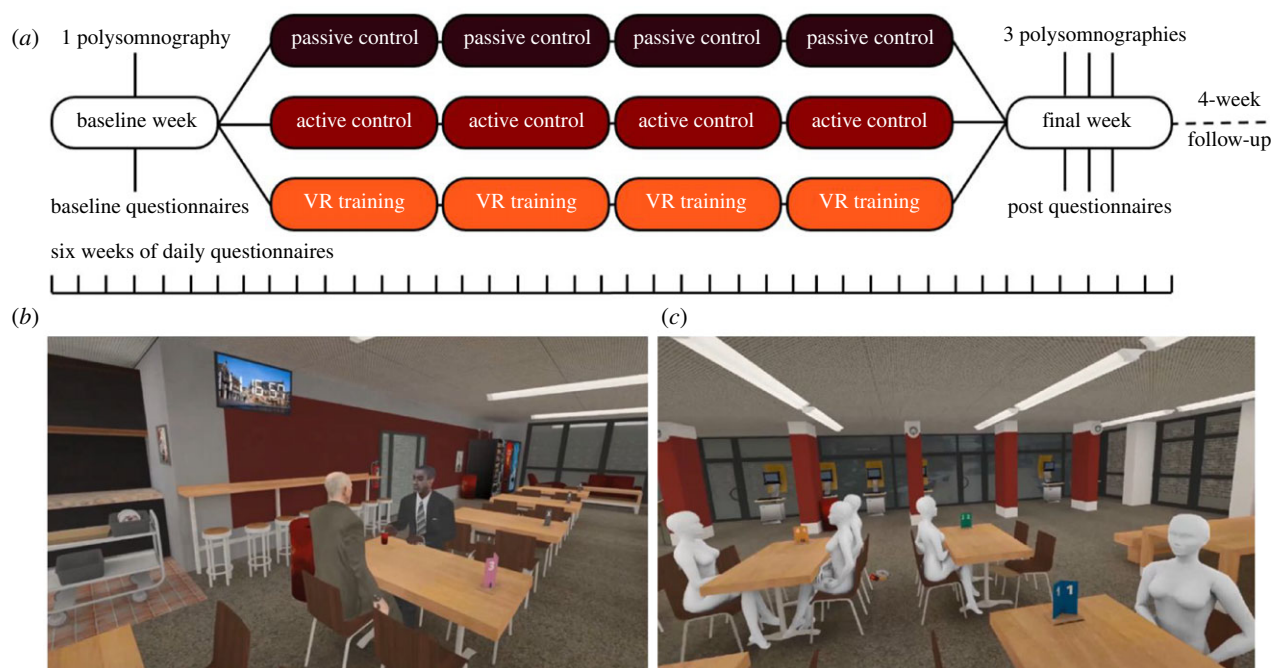 (a)
1 polysomnography
passive control passive control passive control passive control
3 polysomnographies
baseline week
active control active control active control active control
final week
4-week
follow-up
VR training VR training VR training VR training
baseline questionnaires
post questionnaires
six weeks of daily questionnaires
(b)
(c)
3
1